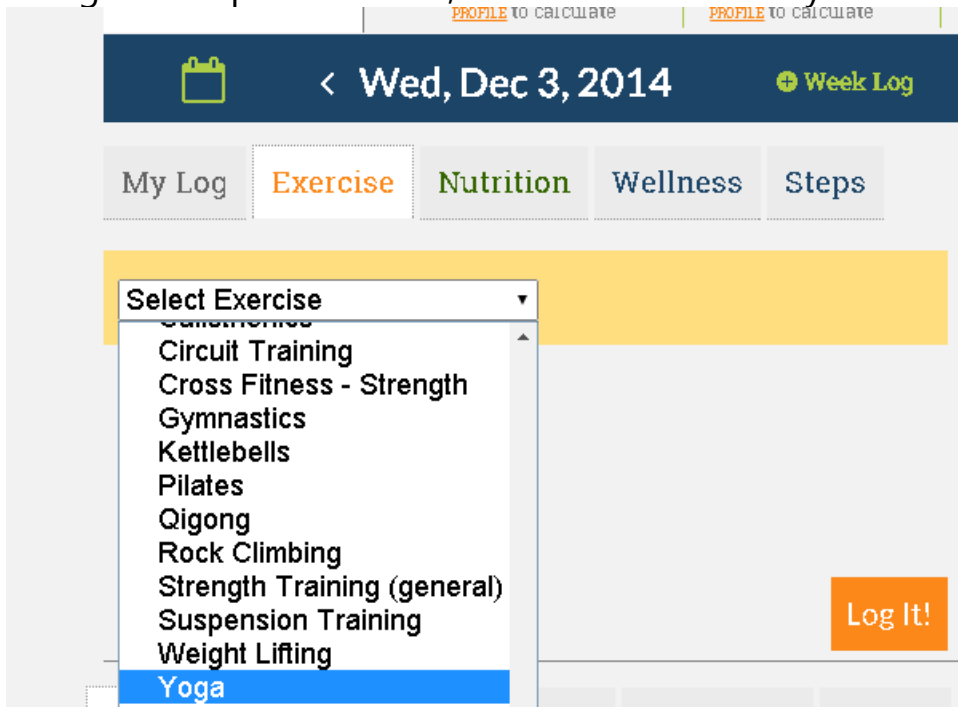 PROFILE to calculate PROFILE to calculate
< Wed, Dec 3, 2014 Week Log
My Log Exercise Nutrition Wellness Steps
Select Exercise
Circuit Training
Cross Fitness - Strength
Gymnastics
Kettlebells
Pilates
Qigong
Rock Climbing
Strength Training (general)
Suspension Training
Weight Lifting
Yoga
Log It!